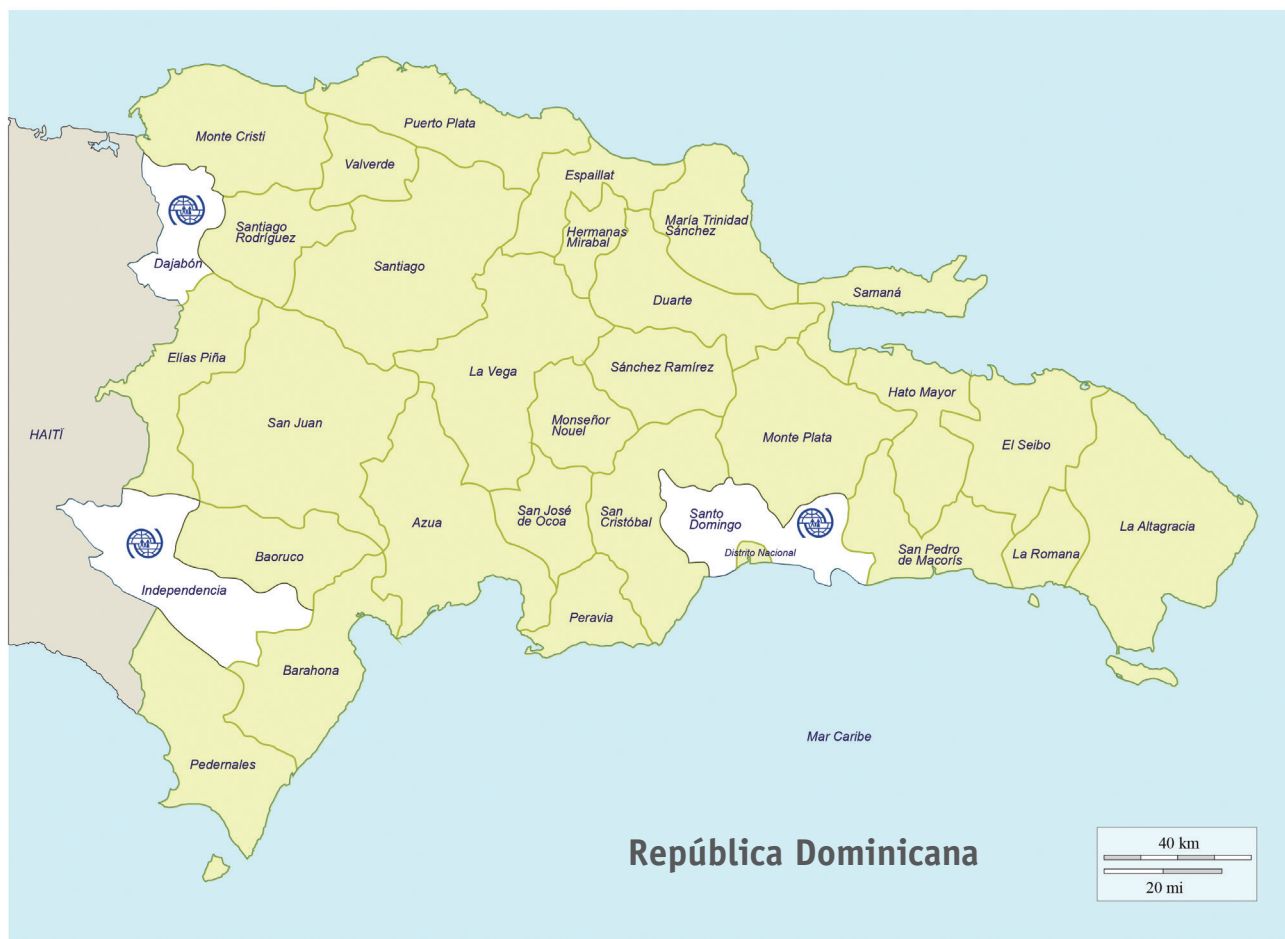 Puerto Plata
Monte Cristi
Valverde
Espaillat
María Trinidad
Sánchez
Santiago
Rodríguez
Hermanas
Mirabal
Dajabón
Santiago
Samaná
Duarte
Elías Piña
La Vega
Sánchez Ramírez
Hato Mayor
San Juan
Monseñor
Nouel
HAITÏ
Monte Plata
El Seibo
San José
de Ocoa
San
Cristóbal
Santo
Domingo
Azua
La Altagracia
Baoruco
Distrito Nacional
San Pedro
de Macorís
La Romana
Independencia
Peravia
Barahona
Mar Caribe
Pedernales
República Dominicana
40 km
20 mi